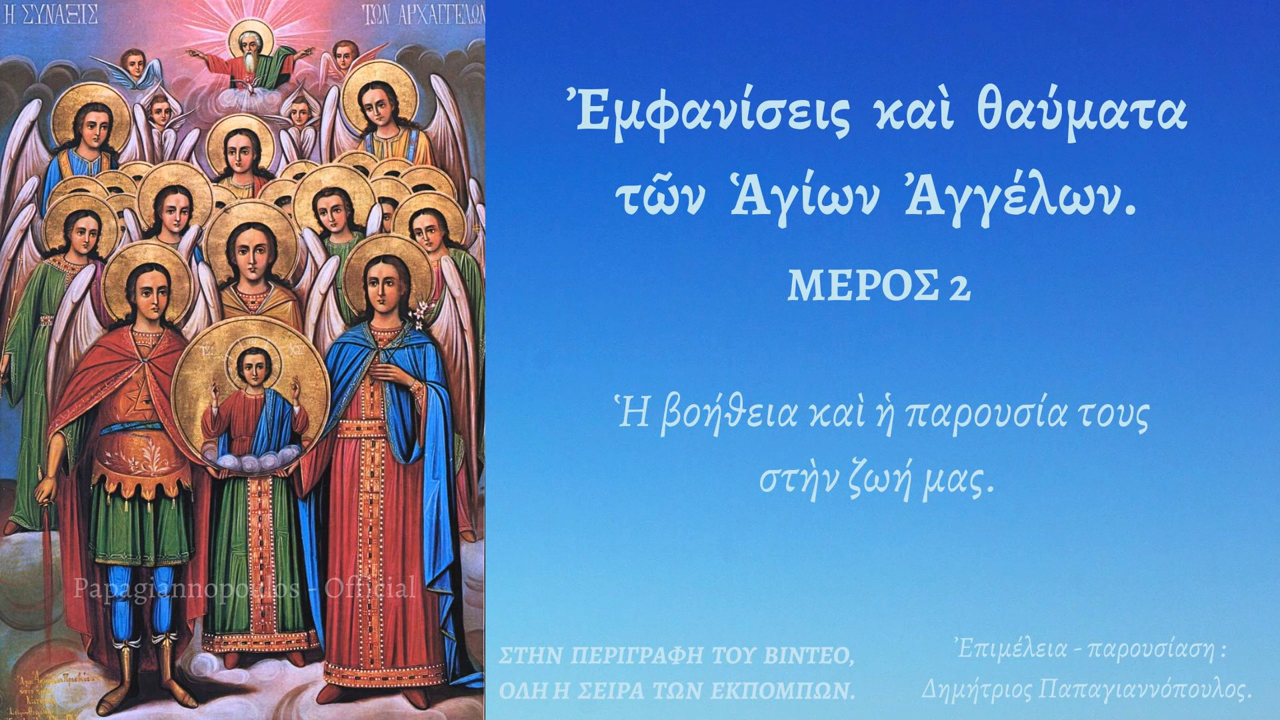 Η ΣΥΝΑΞΙΣ ΤΩΝ ΑΡΧΑΓΓΕΛΩΝ
Ἐμφανίσεις καὶ θαύματα
τῶν Ἁγίων Ἀγγέλων.
ΜΕΡΟΣ 2
Ἡ βοήθεια καὶ ἡ παρουσία τους
στὴν ζωή μας.
Papagiannopoulos - Official
ΣΤΗΝ ΠΕΡΙΓΡΑΦΗ ΤΟΥ ΒΙΝΤΕΟ,
ΟΛΗ Η ΣΕΙΡΑ ΤΩΝ ΕΚΠΟΜΠΩΝ.
Ἐπιμέλεια - παρουσίαση :
Δημήτριος Παπαγιαννόπουλος.